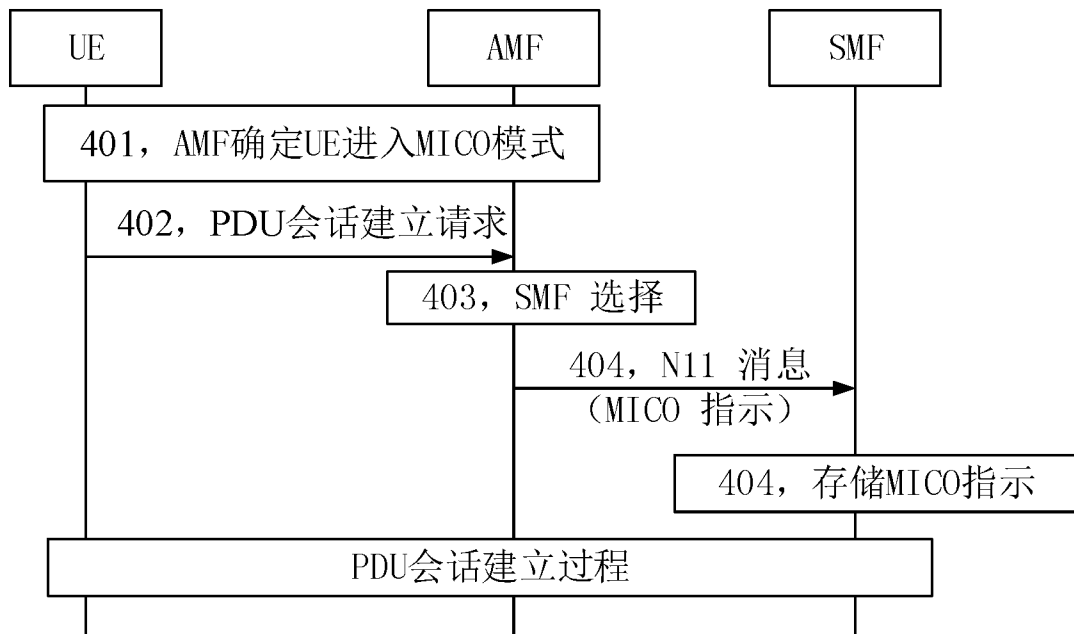 UE
AMF
SMF
401，AMF确定UE进入MICO模式
402，PDU会话建立请求
403，SMF 选择
404，N11 消息
（MICO 指示）
404，存储MICO指示
PDU会话建立过程